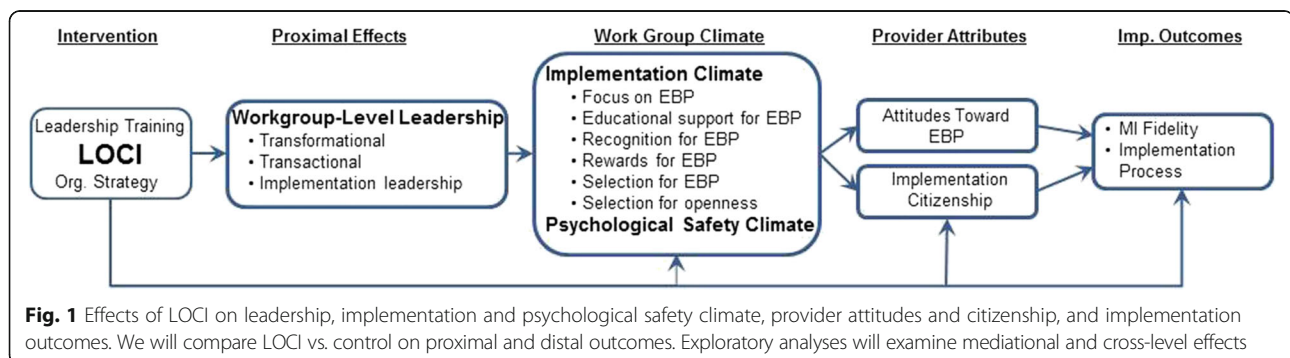 Intervention
Proximal Effects
Work Group Climate
Provider Attributes
Imp. Outcomes
Leadership Training
LOCI
Org. Strategy
Workgroup-Level Leadership
• Transformational
• Transactional
• Implementation leadership
Implementation Climate
• Focus on EBP
• Educational support for EBP
• Recognition for EBP
• Rewards for EBP
• Selection for EBP
• Selection for openness
Psychological Safety Climate
Attitudes Toward
EBP
Implementation
Citizenship
• MI Fidelity
• Implementation
Process
Fig. 1 Effects of LOCI on leadership, implementation and psychological safety climate, provider attitudes and citizenship, and implementation
outcomes. We will compare LOCI vs. control on proximal and distal outcomes. Exploratory analyses will examine mediational and cross-level effects